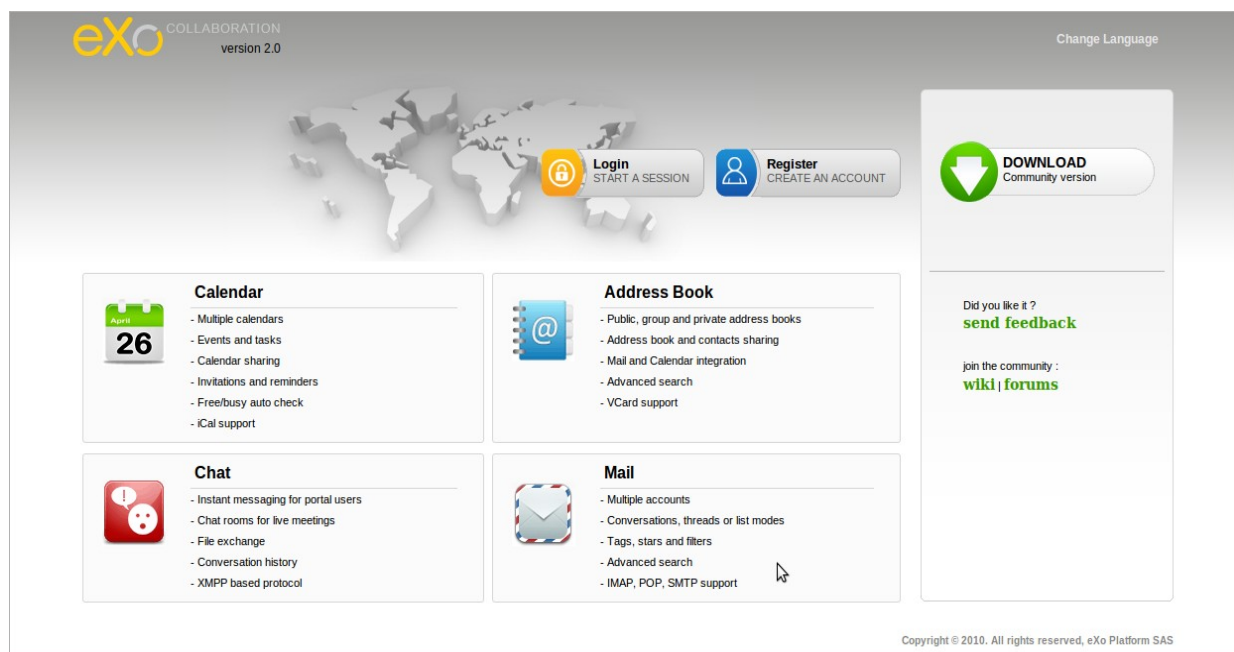 eXo COLLABORATION
version 2.0
Change Language
Login
START A SESSION
Register
CREATE AN ACCOUNT
DOWNLOAD
Community version
Calendar
April
26
- Multiple calendars
- Events and tasks
- Calendar sharing
- Invitations and reminders
- Free/busy auto check
- iCal support
Address Book
@
- Public, group and private address books
- Address book and contacts sharing
- Mail and Calendar integration
- Advanced search
- VCard support
Did you like it ?
send feedback
join the community :
wiki | forums
Chat
!
- Instant messaging for portal users
- Chat rooms for live meetings
- File exchange
- Conversation history
- XMPP based protocol
Mail
- Multiple accounts
- Conversations, threads or list modes
- Tags, stars and filters
- Advanced search
- IMAP, POP, SMTP support
Copyright © 2010. All rights reserved, eXo Platform SAS